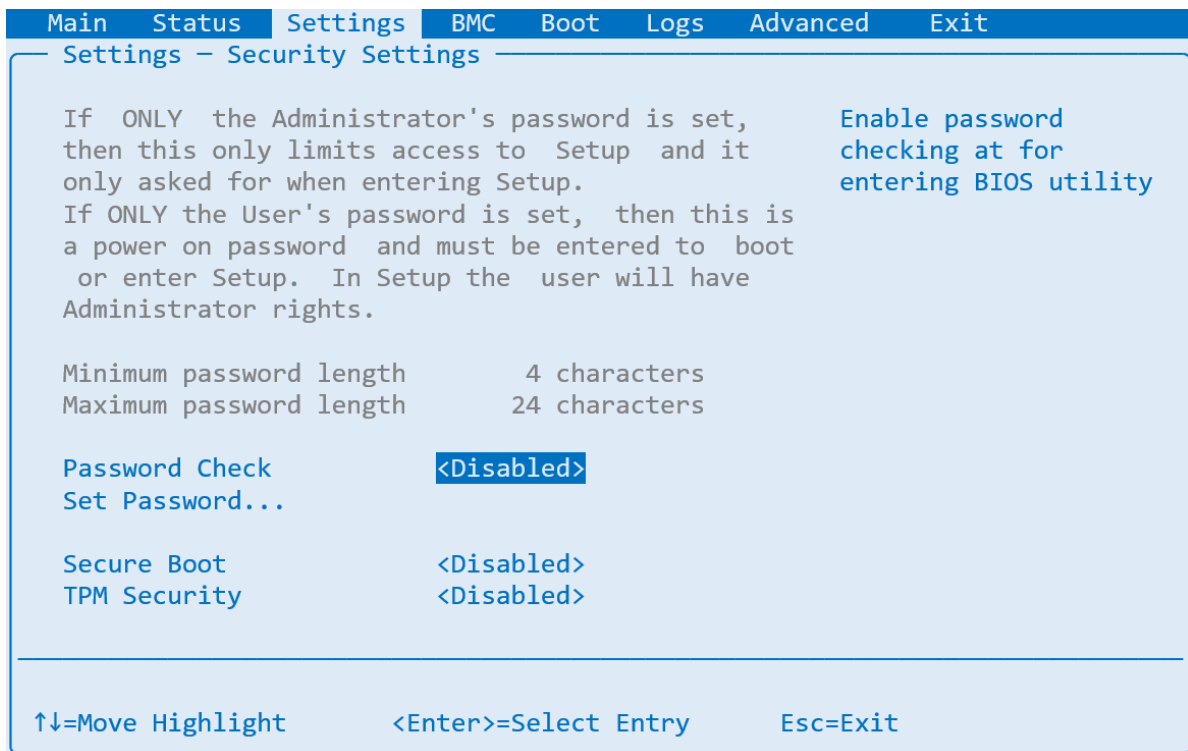 Main Status Settings BMC Boot Logs Advanced Exit
Settings — Security Settings
If ONLY the Administrator's password is set,
then this only limits access to Setup and it
only asked for when entering Setup.
If ONLY the User's password is set, then this is
a power on password and must be entered to boot
or enter Setup. In Setup the user will have
Administrator rights.
Enable password
checking at for
entering BIOS utility
Minimum password length 4 characters
Maximum password length 24 characters
Password Check <Disabled>
Set Password...
Secure Boot <Disabled>
TPM Security <Disabled>
↑↓=Move Highlight <Enter>=Select Entry Esc=Exit